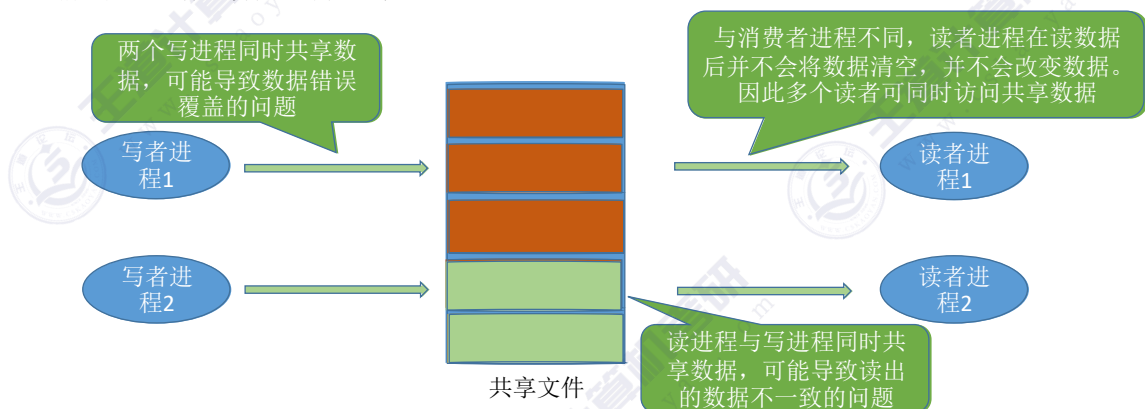 两个写进程同时共享数
据，可能导致数据错误
覆盖的问题
与消费者进程不同，读者进程在读数据
后并不会将数据清空，并不会改变数据。
因此多个读者可同时访问共享数据
写者进
程1
读者进
程1
写者进
程2
读者进
程2
读进程与写进程同时共
享数据，可能导致读出
的数据不一致的问题
共享文件